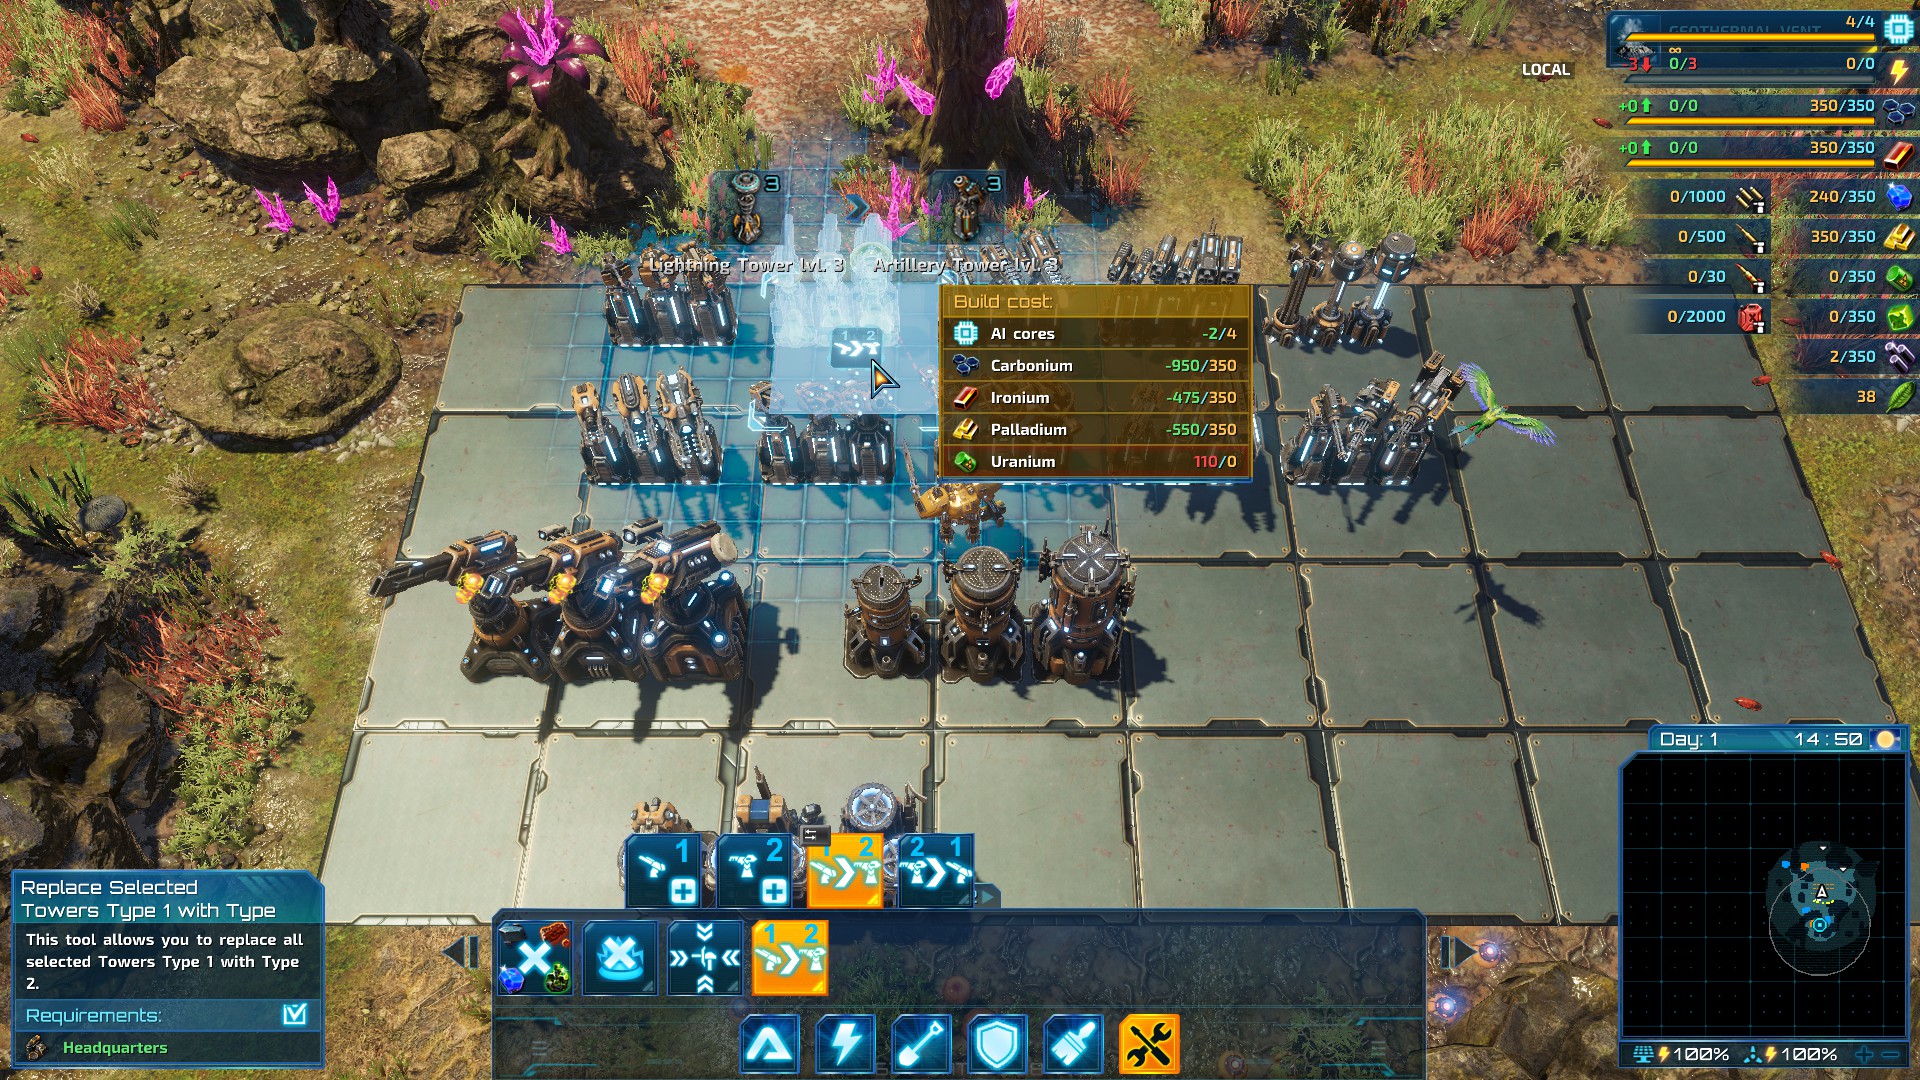 GEOTHERMAL VENT
4/4
∞
LOCAL
-3 0/3 0/0
+0 0/0 350/350
+0 0/0 350/350
0/1000 240/350
0/500 350/350
0/30 0/350
0/2000 0/350
2/350
38
3
3
Lightning Tower lvl. 3
Artillery Tower lvl. 3
1 2
Build cost:
AI cores -2/4
Carbonium -950/350
Ironium -475/350
Palladium -550/350
Uranium 110/0
Day: 1 14:50
1
2
1 2
2 1
Replace Selected
Towers Type 1 with Type
This tool allows you to replace all
selected Towers Type 1 with Type
2.
Requirements:
Headquarters
1 2
100% 100%